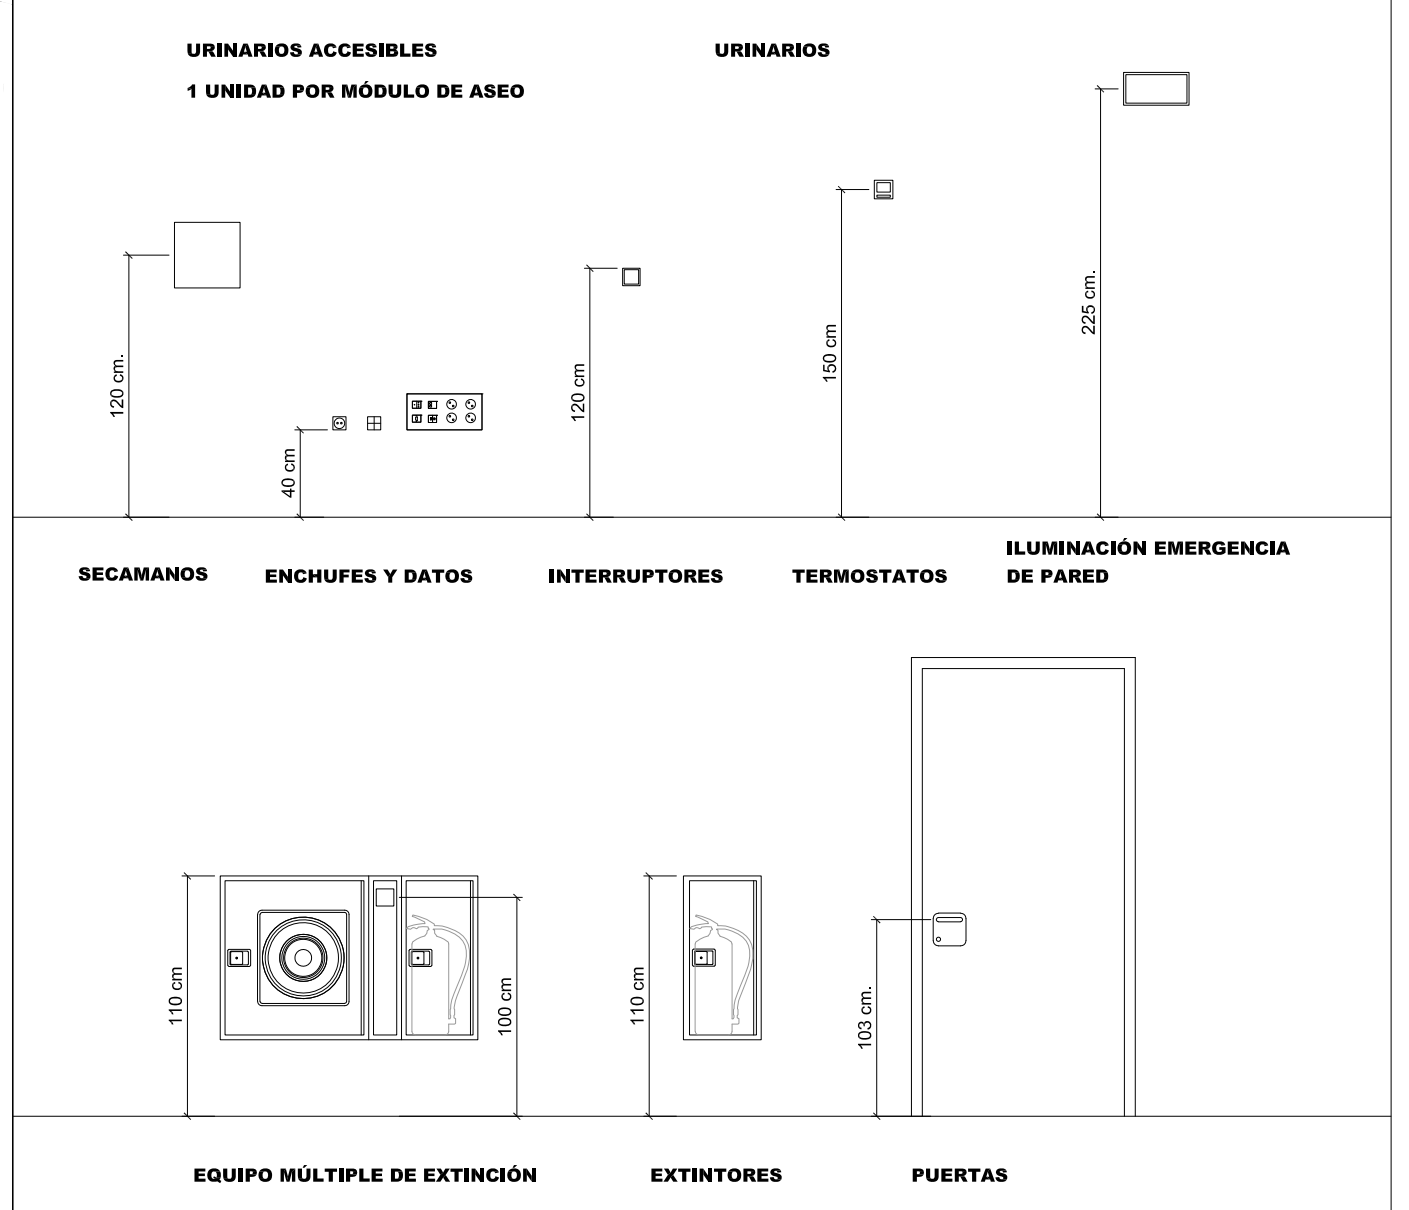 URINARIOS ACCESIBLES
1 UNIDAD POR MÓDULO DE ASEO
URINARIOS
120 cm.
40 cm
120 cm
150 cm
225 cm.
SECAMANOS
ENCHUFES Y DATOS
INTERRUPTORES
TERMOSTATOS
ILUMINACIÓN EMERGENCIA
DE PARED
110 cm
100 cm
110 cm
103 cm.
EQUIPO MÚLTIPLE DE EXTINCIÓN
EXTINTORES
PUERTAS